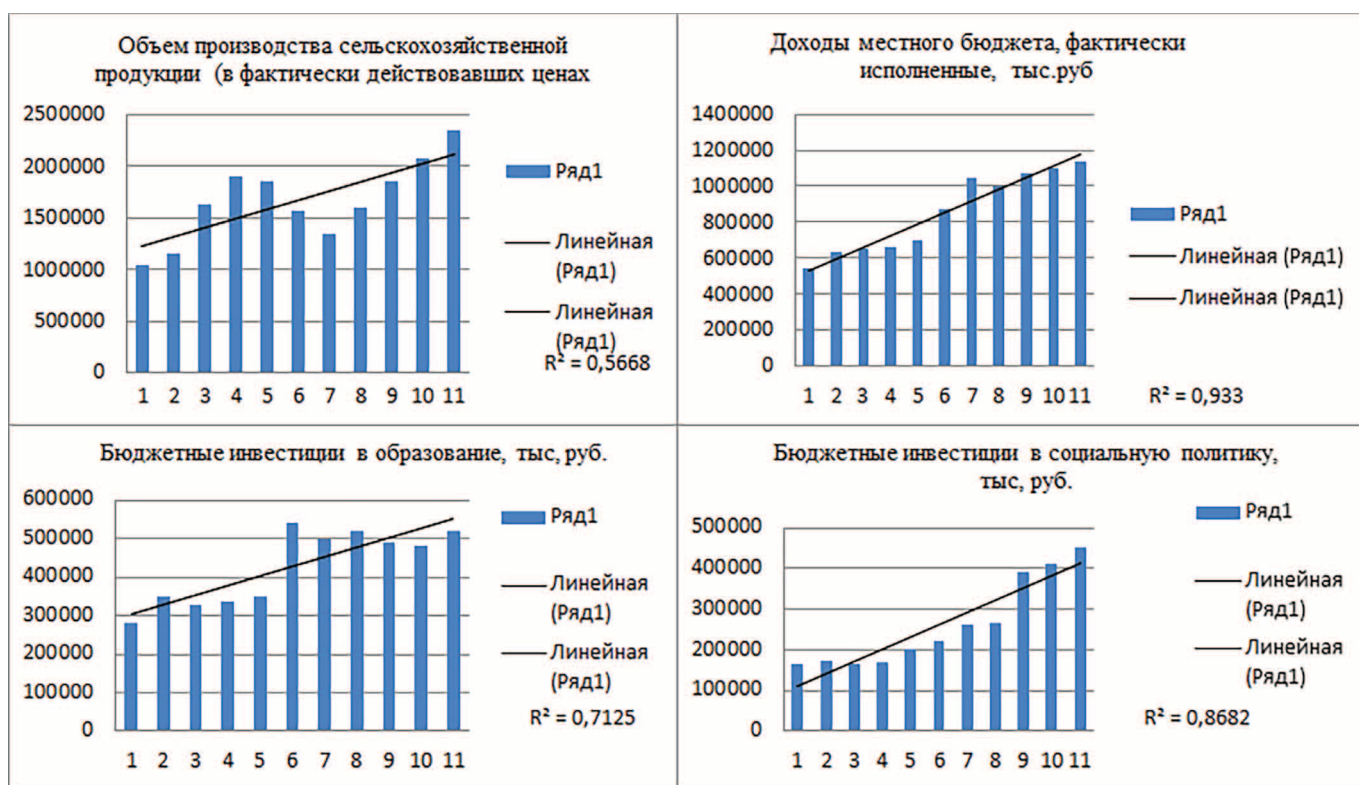 Объем производства сельскохозяйственной
продукции (в фактически действовавших ценах
2500000
2000000
1500000
1000000
500000
0
1 2 3 4 5 6 7 8 9 10 11
Ряд1
Линейная
(Ряд1)
Линейная
(Ряд1)
R² = 0,5668
Доходы местного бюджета, фактически
исполненные, тыс.руб
1400000
1200000
1000000
800000
600000
400000
200000
0
1 2 3 4 5 6 7 8 9 10 11
Ряд1
Линейная (Ряд1)
Линейная (Ряд1)
R² = 0,933
Бюджетные инвестиции в образование, тыс, руб.
600000
500000
400000
300000
200000
100000
0
1 2 3 4 5 6 7 8 9 10 11
Ряд1
Линейная
(Ряд1)
Линейная
(Ряд1)
R² = 0,7125
Бюджетные инвестиции в социальную политику,
тыс, руб.
500000
400000
300000
200000
100000
0
1 2 3 4 5 6 7 8 9 10 11
Ряд1
Линейная
(Ряд1)
Линейная
(Ряд1)
R² = 0,8682